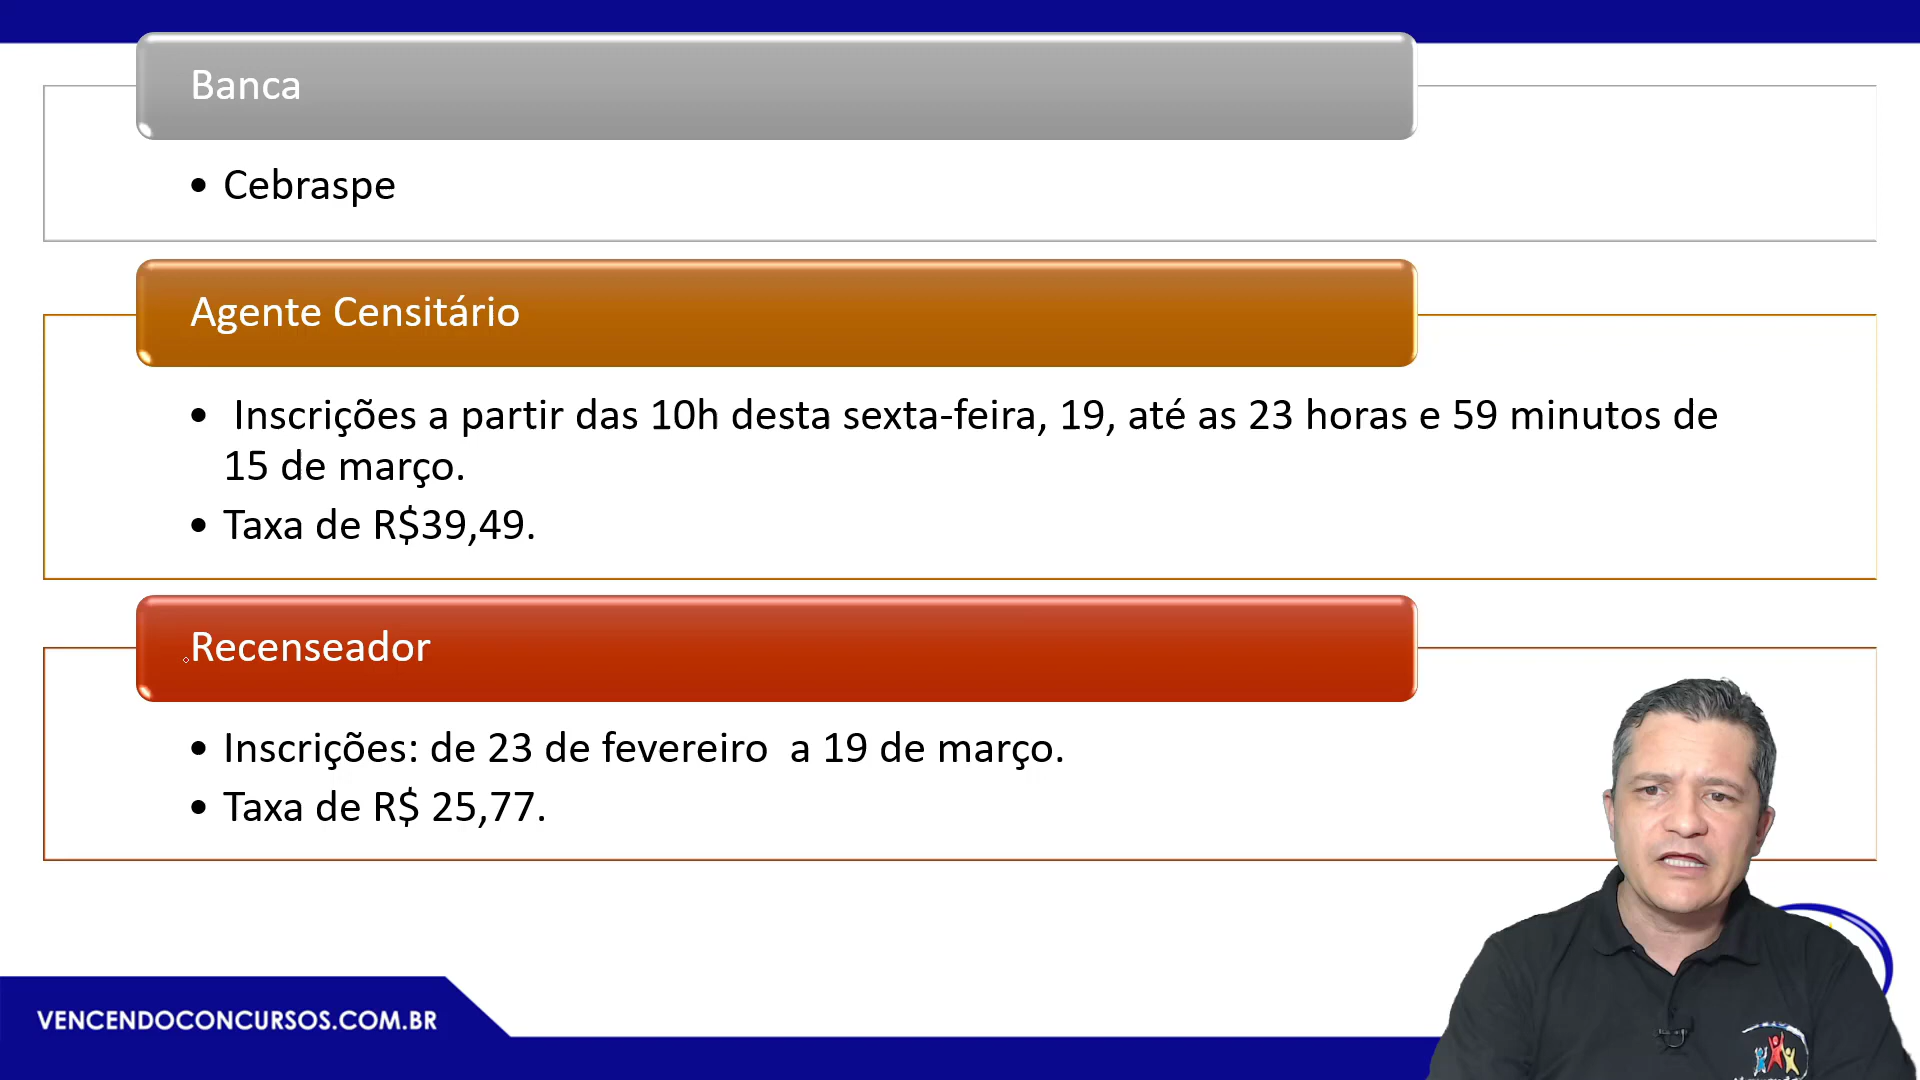 Banca
• Cebraspe
Agente Censitário
• Inscrições a partir das 10h desta sexta-feira, 19, até as 23 horas e 59 minutos de
15 de março.
• Taxa de R$39,49.
Recenseador
• Inscrições: de 23 de fevereiro  a 19 de março.
• Taxa de R$ 25,77.
VENCENDOCONCURSOS.COM.BR